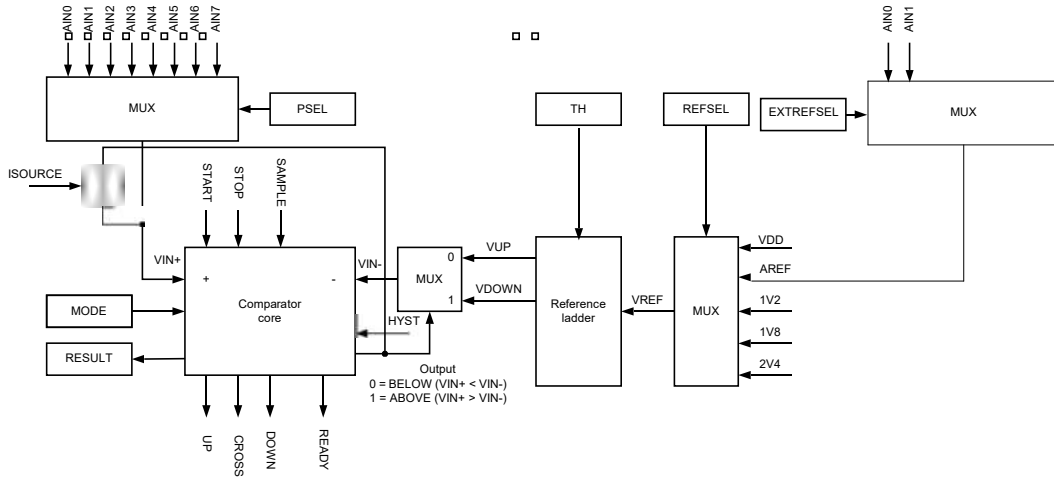 AIN0
AIN1
AIN2
AIN3
AIN4
AIN5
AIN6
AIN7
AIN0
AIN1
MUX
PSEL
TH
REFSEL
EXTREFSEL
MUX
ISOURCE
START
STOP
SAMPLE
VIN+
VIN-
+
-
Comparator
core
MUX
0
1
VUP
VDOWN
Reference
ladder
VREF
MUX
VDD
AREF
1V2
1V8
2V4
MODE
HYST
RESULT
Output
0 = BELOW (VIN+ < VIN-)
1 = ABOVE (VIN+ > VIN-)
UP
CROSS
DOWN
READY